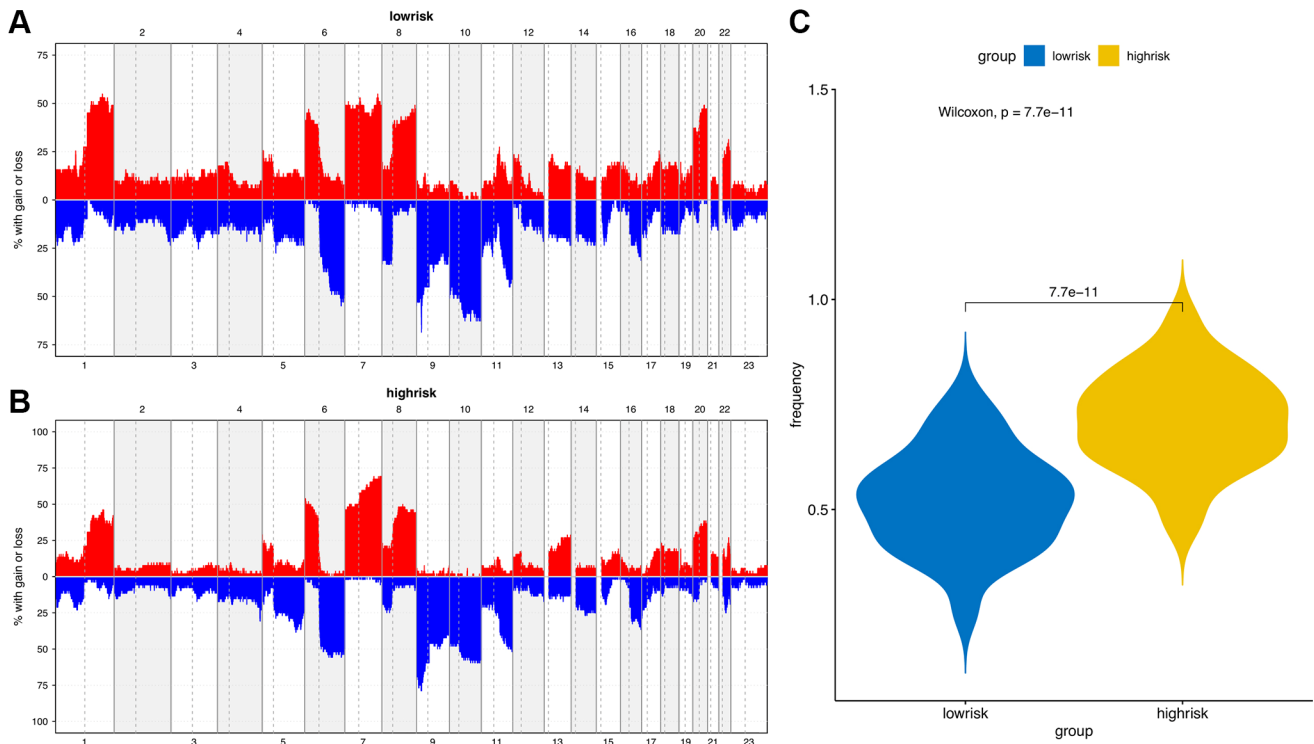 A
lowrisk
2 4 6 8 10 12 14 16 18 20 22
% with gain or loss
75
50
25
0
25
50
75
1 3 5 7 9 11 13 15 17 19 21 23
B
highrisk
2 4 6 8 10 12 14 16 18 20 22
% with gain or loss
100
75
50
25
0
25
50
75
100
1 3 5 7 9 11 13 15 17 19 21 23
C
group lowrisk highrisk
Wilcoxon, p = 7.7e−11
7.7e−11
frequency
1.5
1.0
0.5
lowrisk highrisk
group